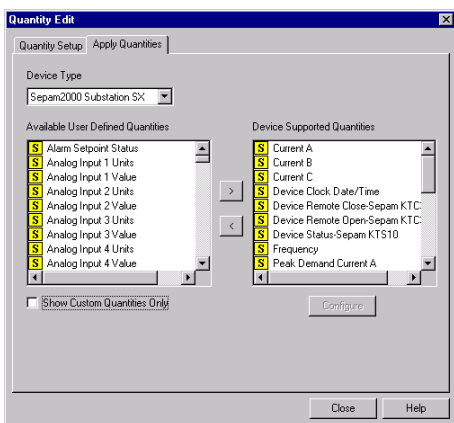 Quantity Edit
Quantity Setup Apply Quantities
Device Type
Sepam2000 Substation SX
Available User Defined Quantities
S Alarm Setpoint Status
S Analog Input 1 Units
S Analog Input 1 Value
S Analog Input 2 Units
S Analog Input 2 Value
S Analog Input 3 Units
S Analog Input 3 Value
S Analog Input 4 Units
S Analog Input 4 Value
Show Custom Quantities Only
>
<
Device Supported Quantities
S Current A
S Current B
S Current C
S Device Clock Date/Time
S Device Remote Close-Sepam KTC
S Device Remote Open-Sepam KTC
S Device Status-Sepam KTS10
S Frequency
S Peak Demand Current A
Configure
Close Help